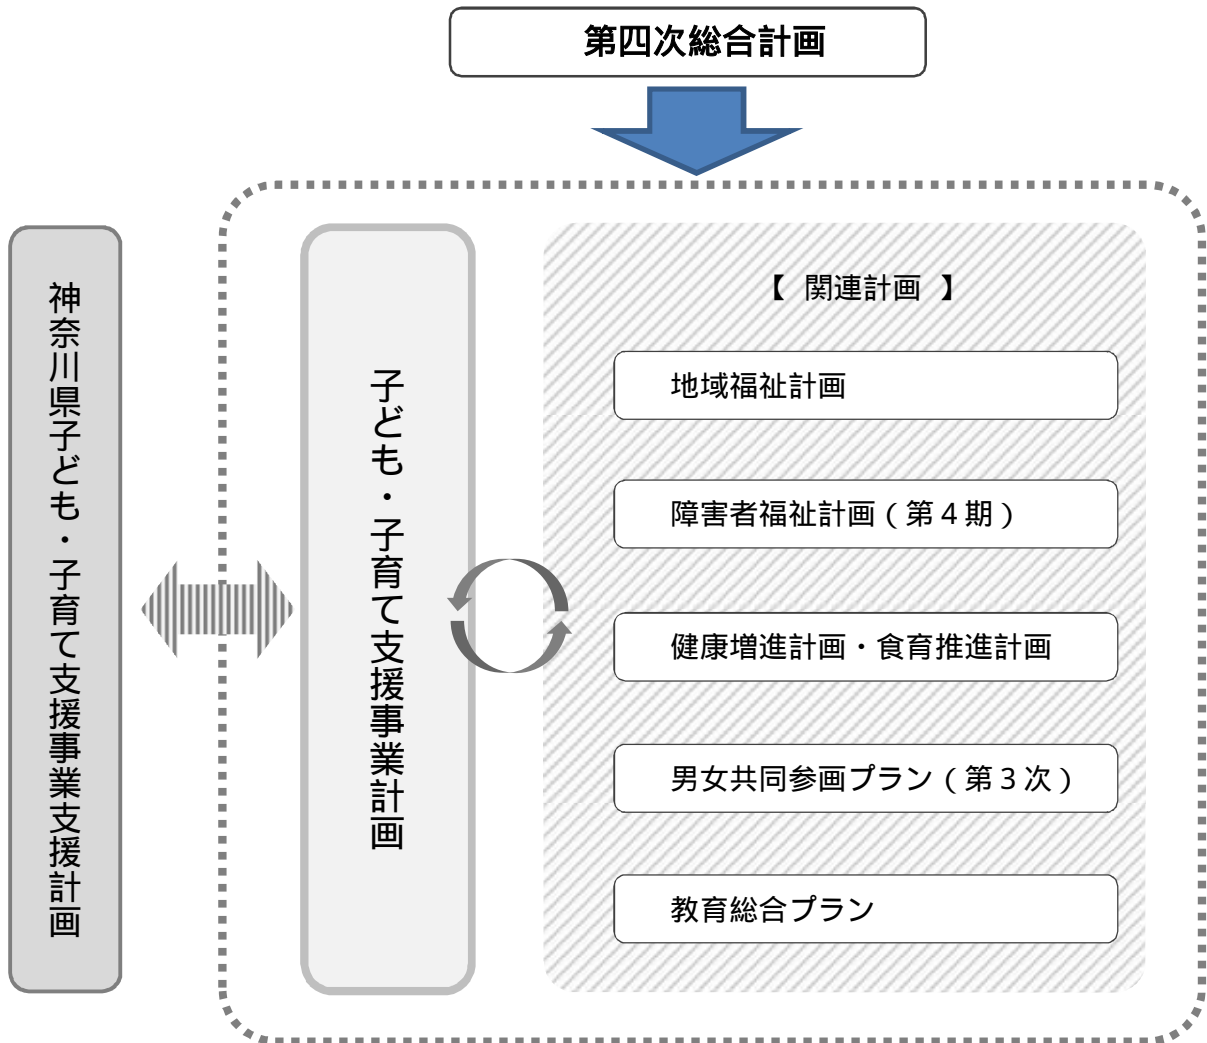 第四次総合計画
神奈川県子ども・子育て支援事業支援計画
子ども・子育て支援事業計画
【 関連計画 】
地域福祉計画
障害者福祉計画(第4期)
健康増進計画・食育推進計画
男女共同参画プラン(第3次)
教育総合プラン